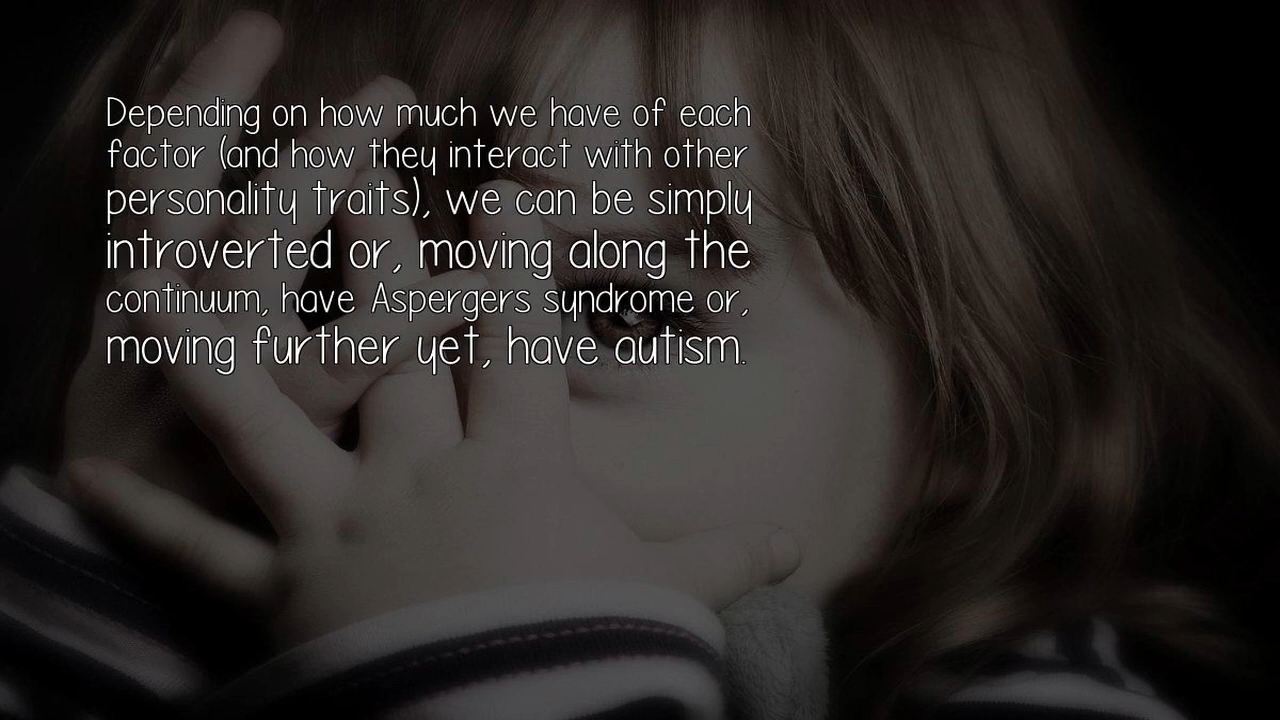 Depending on how much we have of each
factor (and how they interact with other
personality traits), we can be simply
introverted or, moving along the
continuum, have Aspergers syndrome or,
moving further yet, have autism.